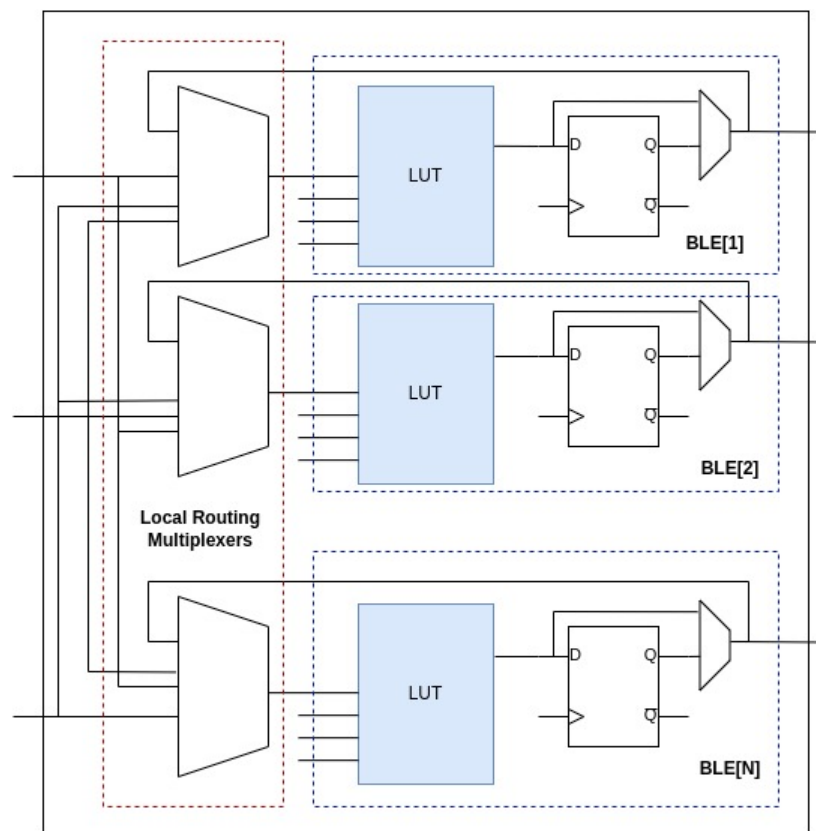 LUT
D
Q
Q̅
BLE[1]
LUT
D
Q
Q̅
BLE[2]
Local Routing
Multiplexers
LUT
D
Q
Q̅
BLE[N]